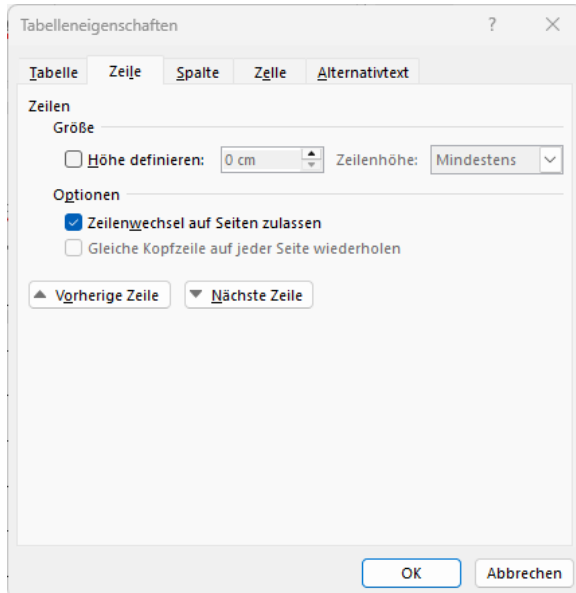 Tabelleneigenschaften ?
Tabelle Zeile Spalte Zelle Alternativtext
Zeilen
Größe
Höhe definieren: 0 cm Zeilenhöhe: Mindestens
Optionen
Zeilenwechsel auf Seiten zulassen
Gleiche Kopfzeile auf jeder Seite wiederholen
Vorherige Zeile Nächste Zeile
OK Abbrechen